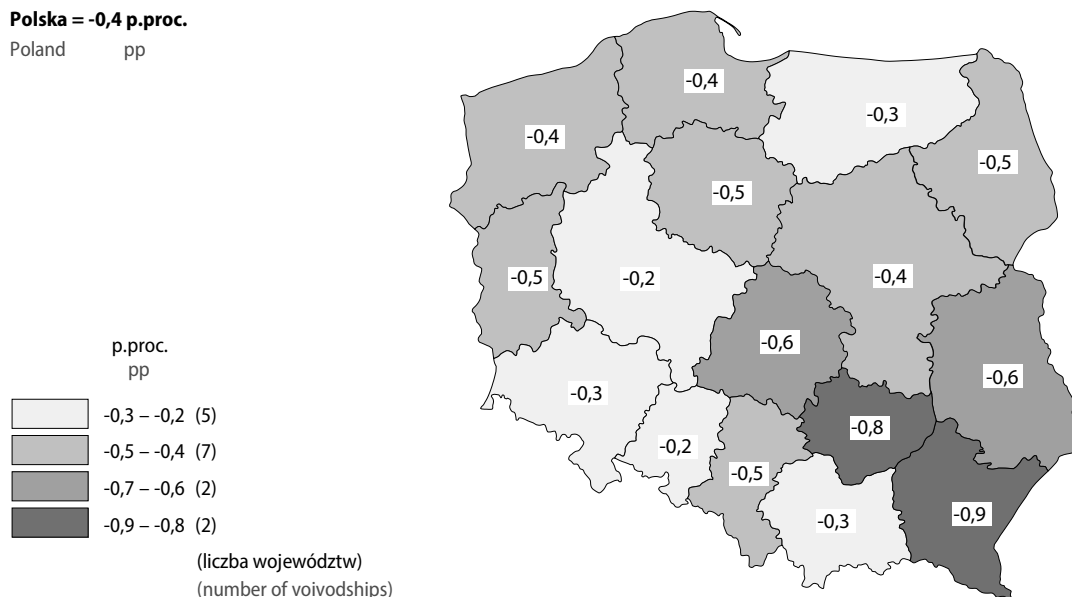 Polska = -0,4 p.proc.
Poland pp
-0,4
-0,3
-0,4
-0,5
-0,5
-0,5
-0,2
-0,4
-0,6
-0,6
-0,3
-0,8
-0,2
-0,5
-0,9
-0,3
p.proc.
pp
-0,3 – -0,2 (5)
-0,5 – -0,4 (7)
-0,7 – -0,6 (2)
-0,9 – -0,8 (2)
(liczba województw)
(number of voivodships)